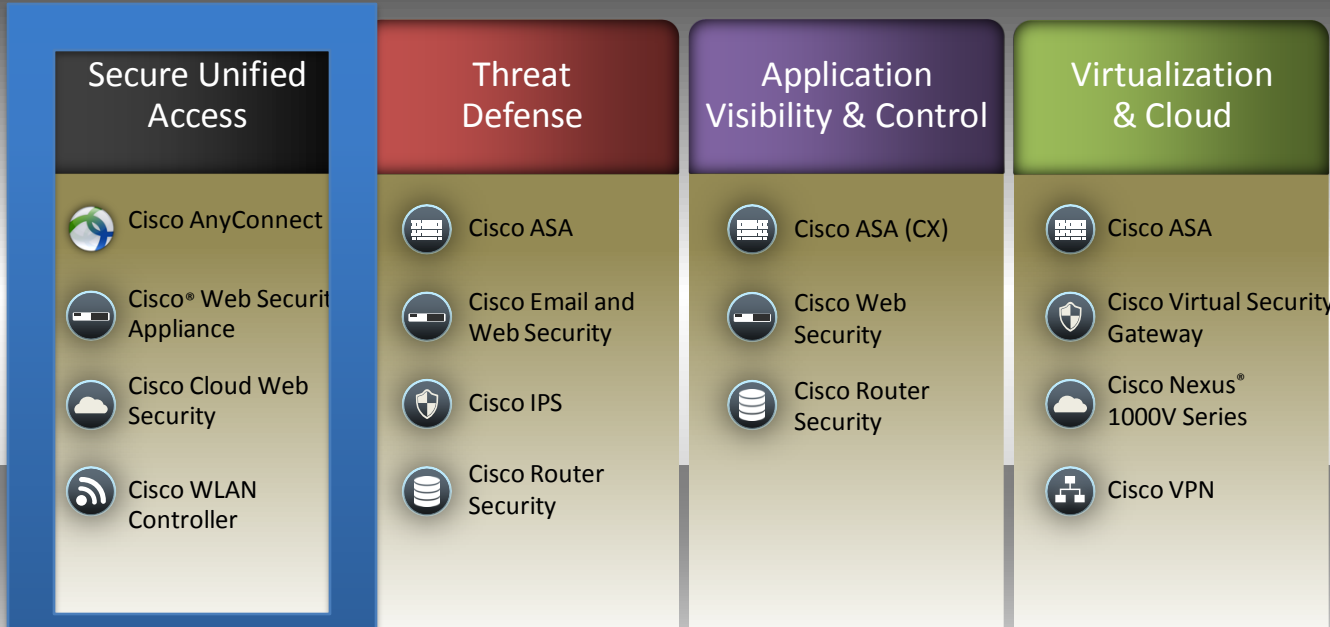 Secure Unified
Access
Cisco AnyConnect
Cisco® Web Securit
Appliance
Cisco Cloud Web
Security
Cisco WLAN
Controller
Threat
Defense
Cisco ASA
Cisco Email and
Web Security
Cisco IPS
Cisco Router
Security
Application
Visibility & Control
Cisco ASA (CX)
Cisco Web
Security
Cisco Router
Security
Virtualization
& Cloud
Cisco ASA
Cisco Virtual Security
Gateway
Cisco Nexus®
1000V Series
Cisco VPN